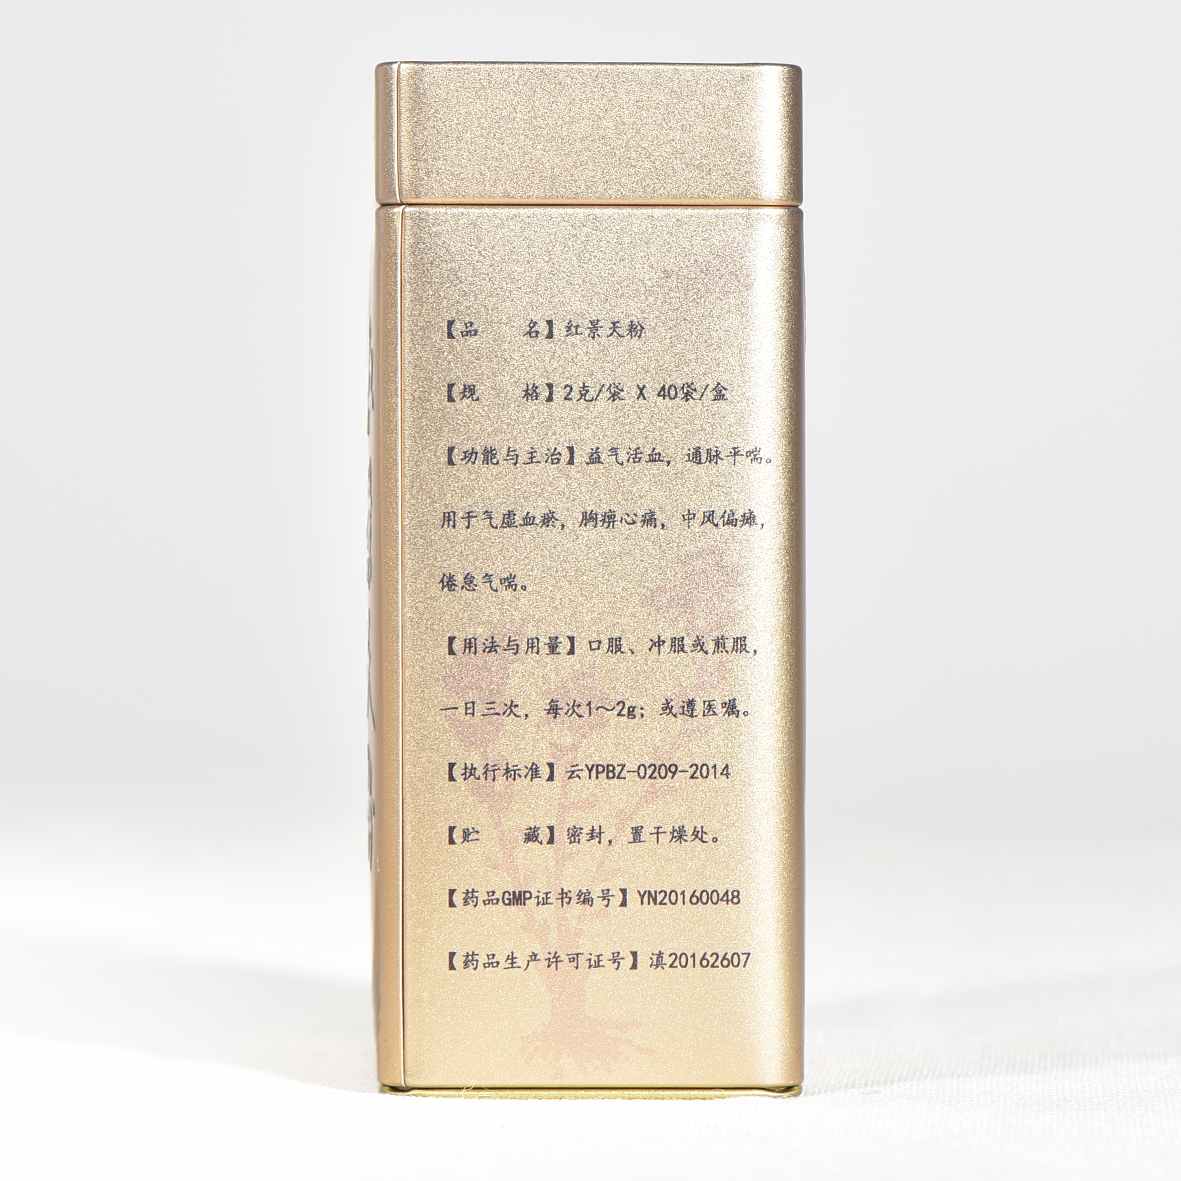 【品 名】红景天粉
【规 格】2克/袋 X 40袋/盒
【功能与主治】益气活血，通脉平喘。
用于气虚血瘀，胸痹心痛，中风偏瘫，
倦怠气喘。
【用法与用量】口服、冲服或煎服，
一日三次，每次1～2g；或遵医嘱。
【执行标准】云YPBZ-0209-2014
【贮 藏】密封，置干燥处。
【药品GMP证书编号】YN20160048
【药品生产许可证号】滇20162607